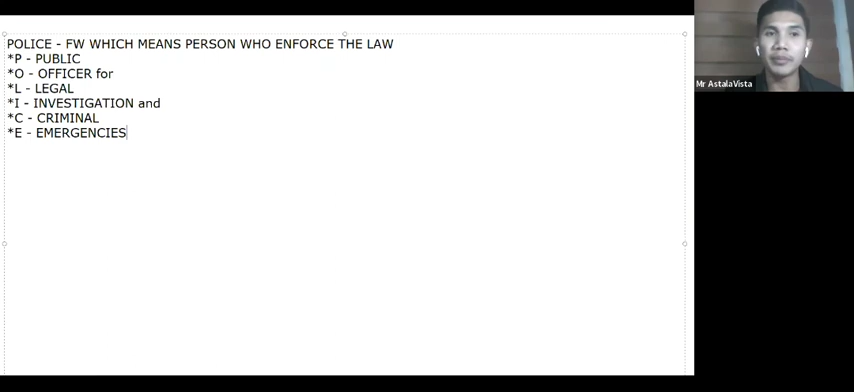 POLICE - FW WHICH MEANS PERSON WHO ENFORCE THE LAW
*P - PUBLIC
*O - OFFICER for
*L - LEGAL
*I - INVESTIGATION and
*C - CRIMINAL
*E - EMERGENCIES
Mr AstalaVista